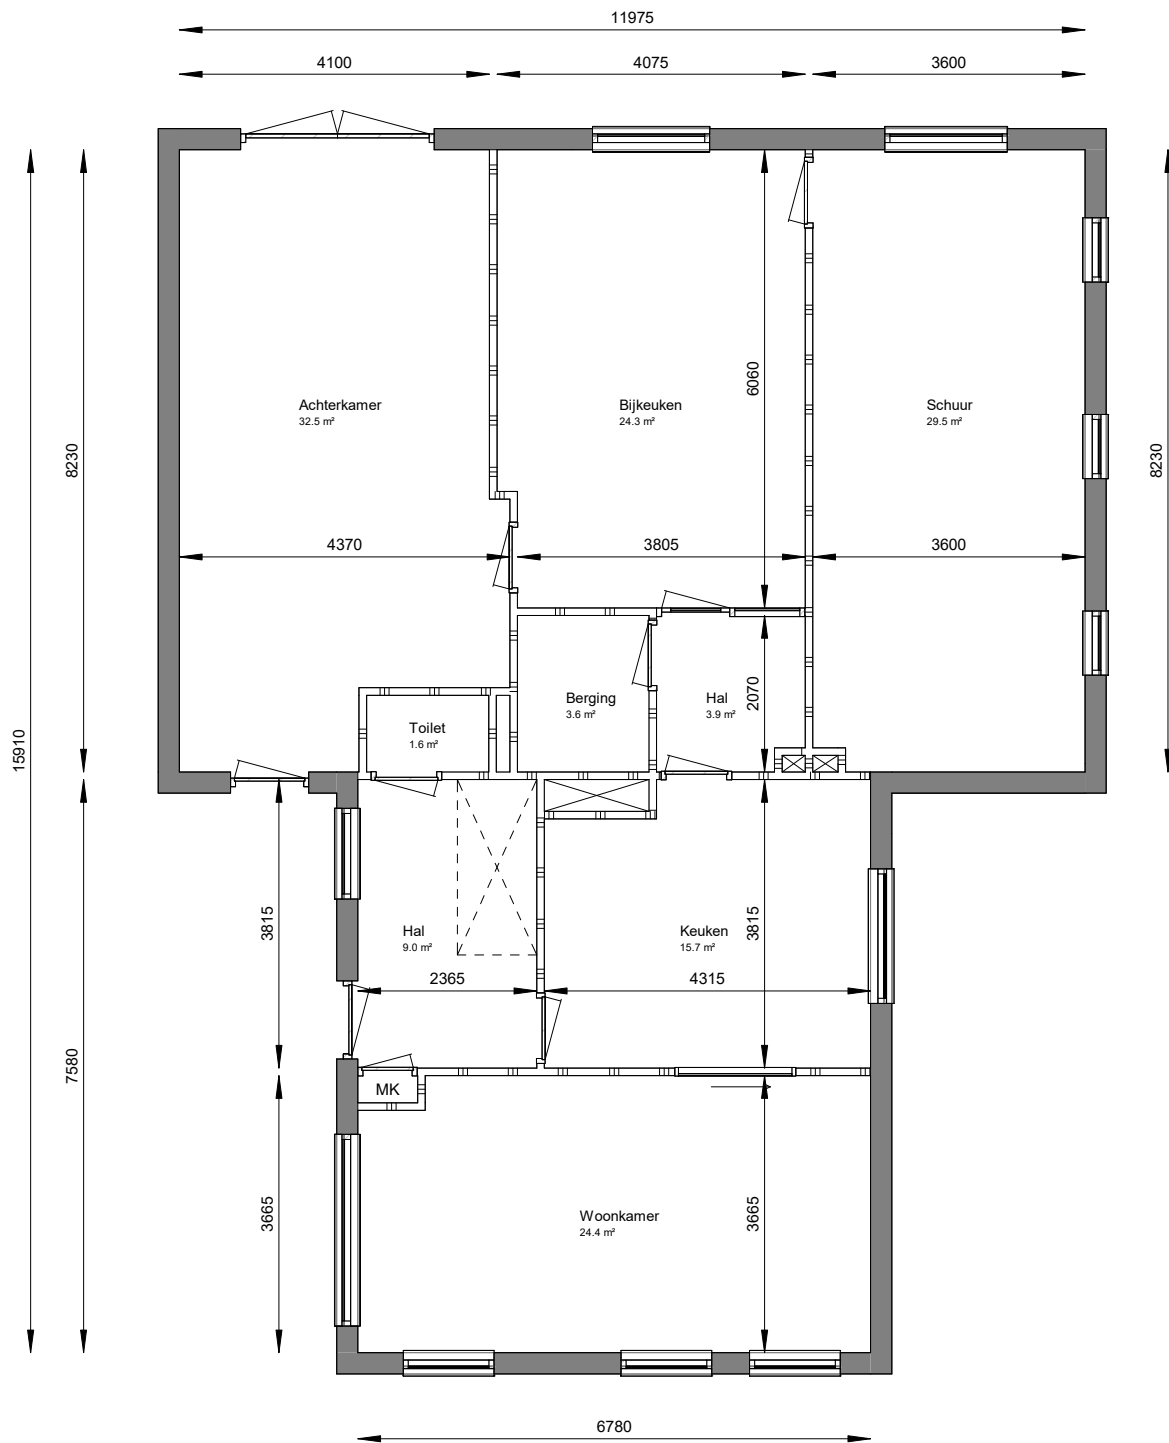 11975
4100
4075
3600
6060
Achterkamer
32.5 m²
Bijkeuken
24.3 m²
Schuur
29.5 m²
8230
8230
4370
3805
3600
2070
Berging
3.6 m²
Hal
3.9 m²
Toilet
1.6 m²
15910
3815
Hal
9.0 m²
Keuken
15.7 m²
3815
2365
4315
7580
MK
3665
Woonkamer
24.4 m²
3665
6780